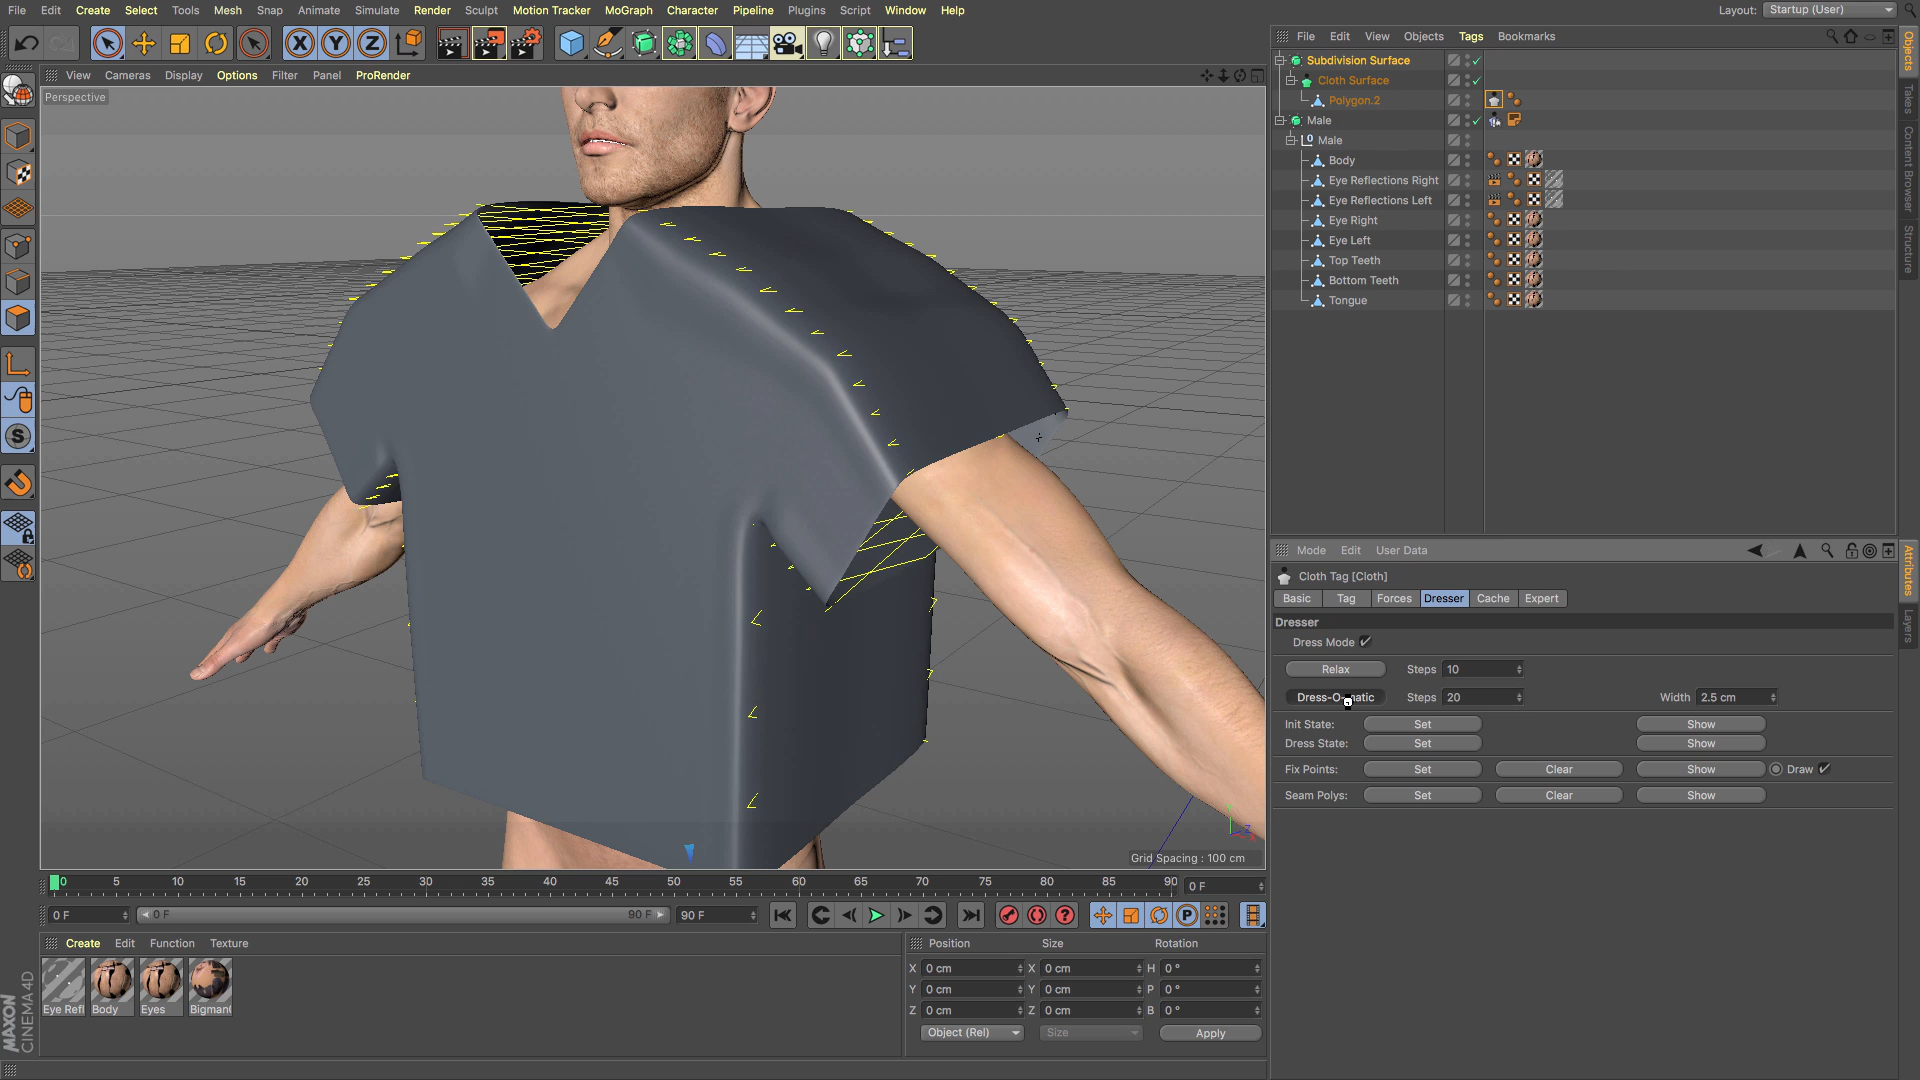 File Edit Create Select Tools Mesh Snap Animate Simulate Render Sculpt Motion Tracker MoGraph Character Pipeline Plugins Script Window Help
Layout: Startup (User)
File Edit View Objects Tags Bookmarks
Subdivision Surface
Cloth Surface
Polygon.2
Male
Male
Body
Eye Reflections Right
Eye Reflections Left
Eye Right
Eye Left
Top Teeth
Bottom Teeth
Tongue
Objects
Takes
Content Browser
Structure
View Cameras Display Options Filter Panel ProRender
Perspective
Grid Spacing : 100 cm
Mode Edit User Data
Cloth Tag [Cloth]
Basic Tag Forces Dresser Cache Expert
Dresser
Dress Mode
Relax Steps 10
Steps 20 Width 2.5 cm
Init State: Set Show
Dress State: Set Show
Fix Points: Set Clear Show Draw
Seam Polys: Set Clear Show
Attributes
Layers
0 5 10 15 20 25 30 35 40 45 50 55 60 65 70 75 80 85 90 0 F
0 F 0 F 90 F 90 F
Create Edit Function Texture
Eye Refl Body Eyes Bigman
Position Size Rotation
X 0 cm X 0 cm H 0 °
Y 0 cm Y 0 cm P 0 °
Z 0 cm Z 0 cm B 0 °
Object (Rel) Size Apply
MAXON
CINEMA 4D